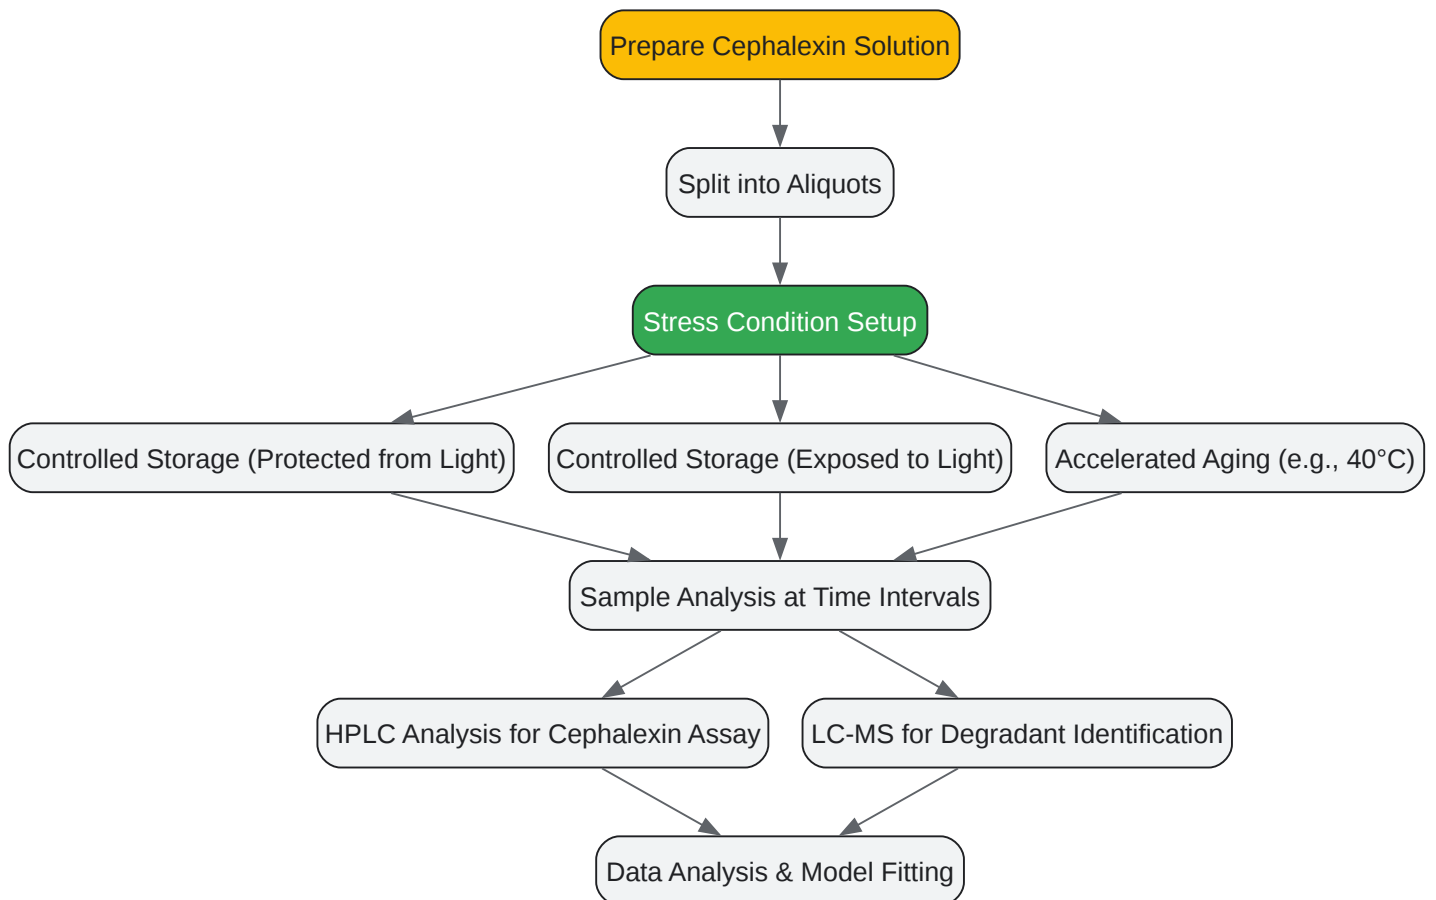 Prepare Cephalexin Solution
Split into Aliquots
Stress Condition Setup
Controlled Storage (Protected from Light)
Controlled Storage (Exposed to Light)
Accelerated Aging (e.g., 40°C)
Sample Analysis at Time Intervals
HPLC Analysis for Cephalexin Assay
LC-MS for Degradant Identification
Data Analysis & Model Fitting